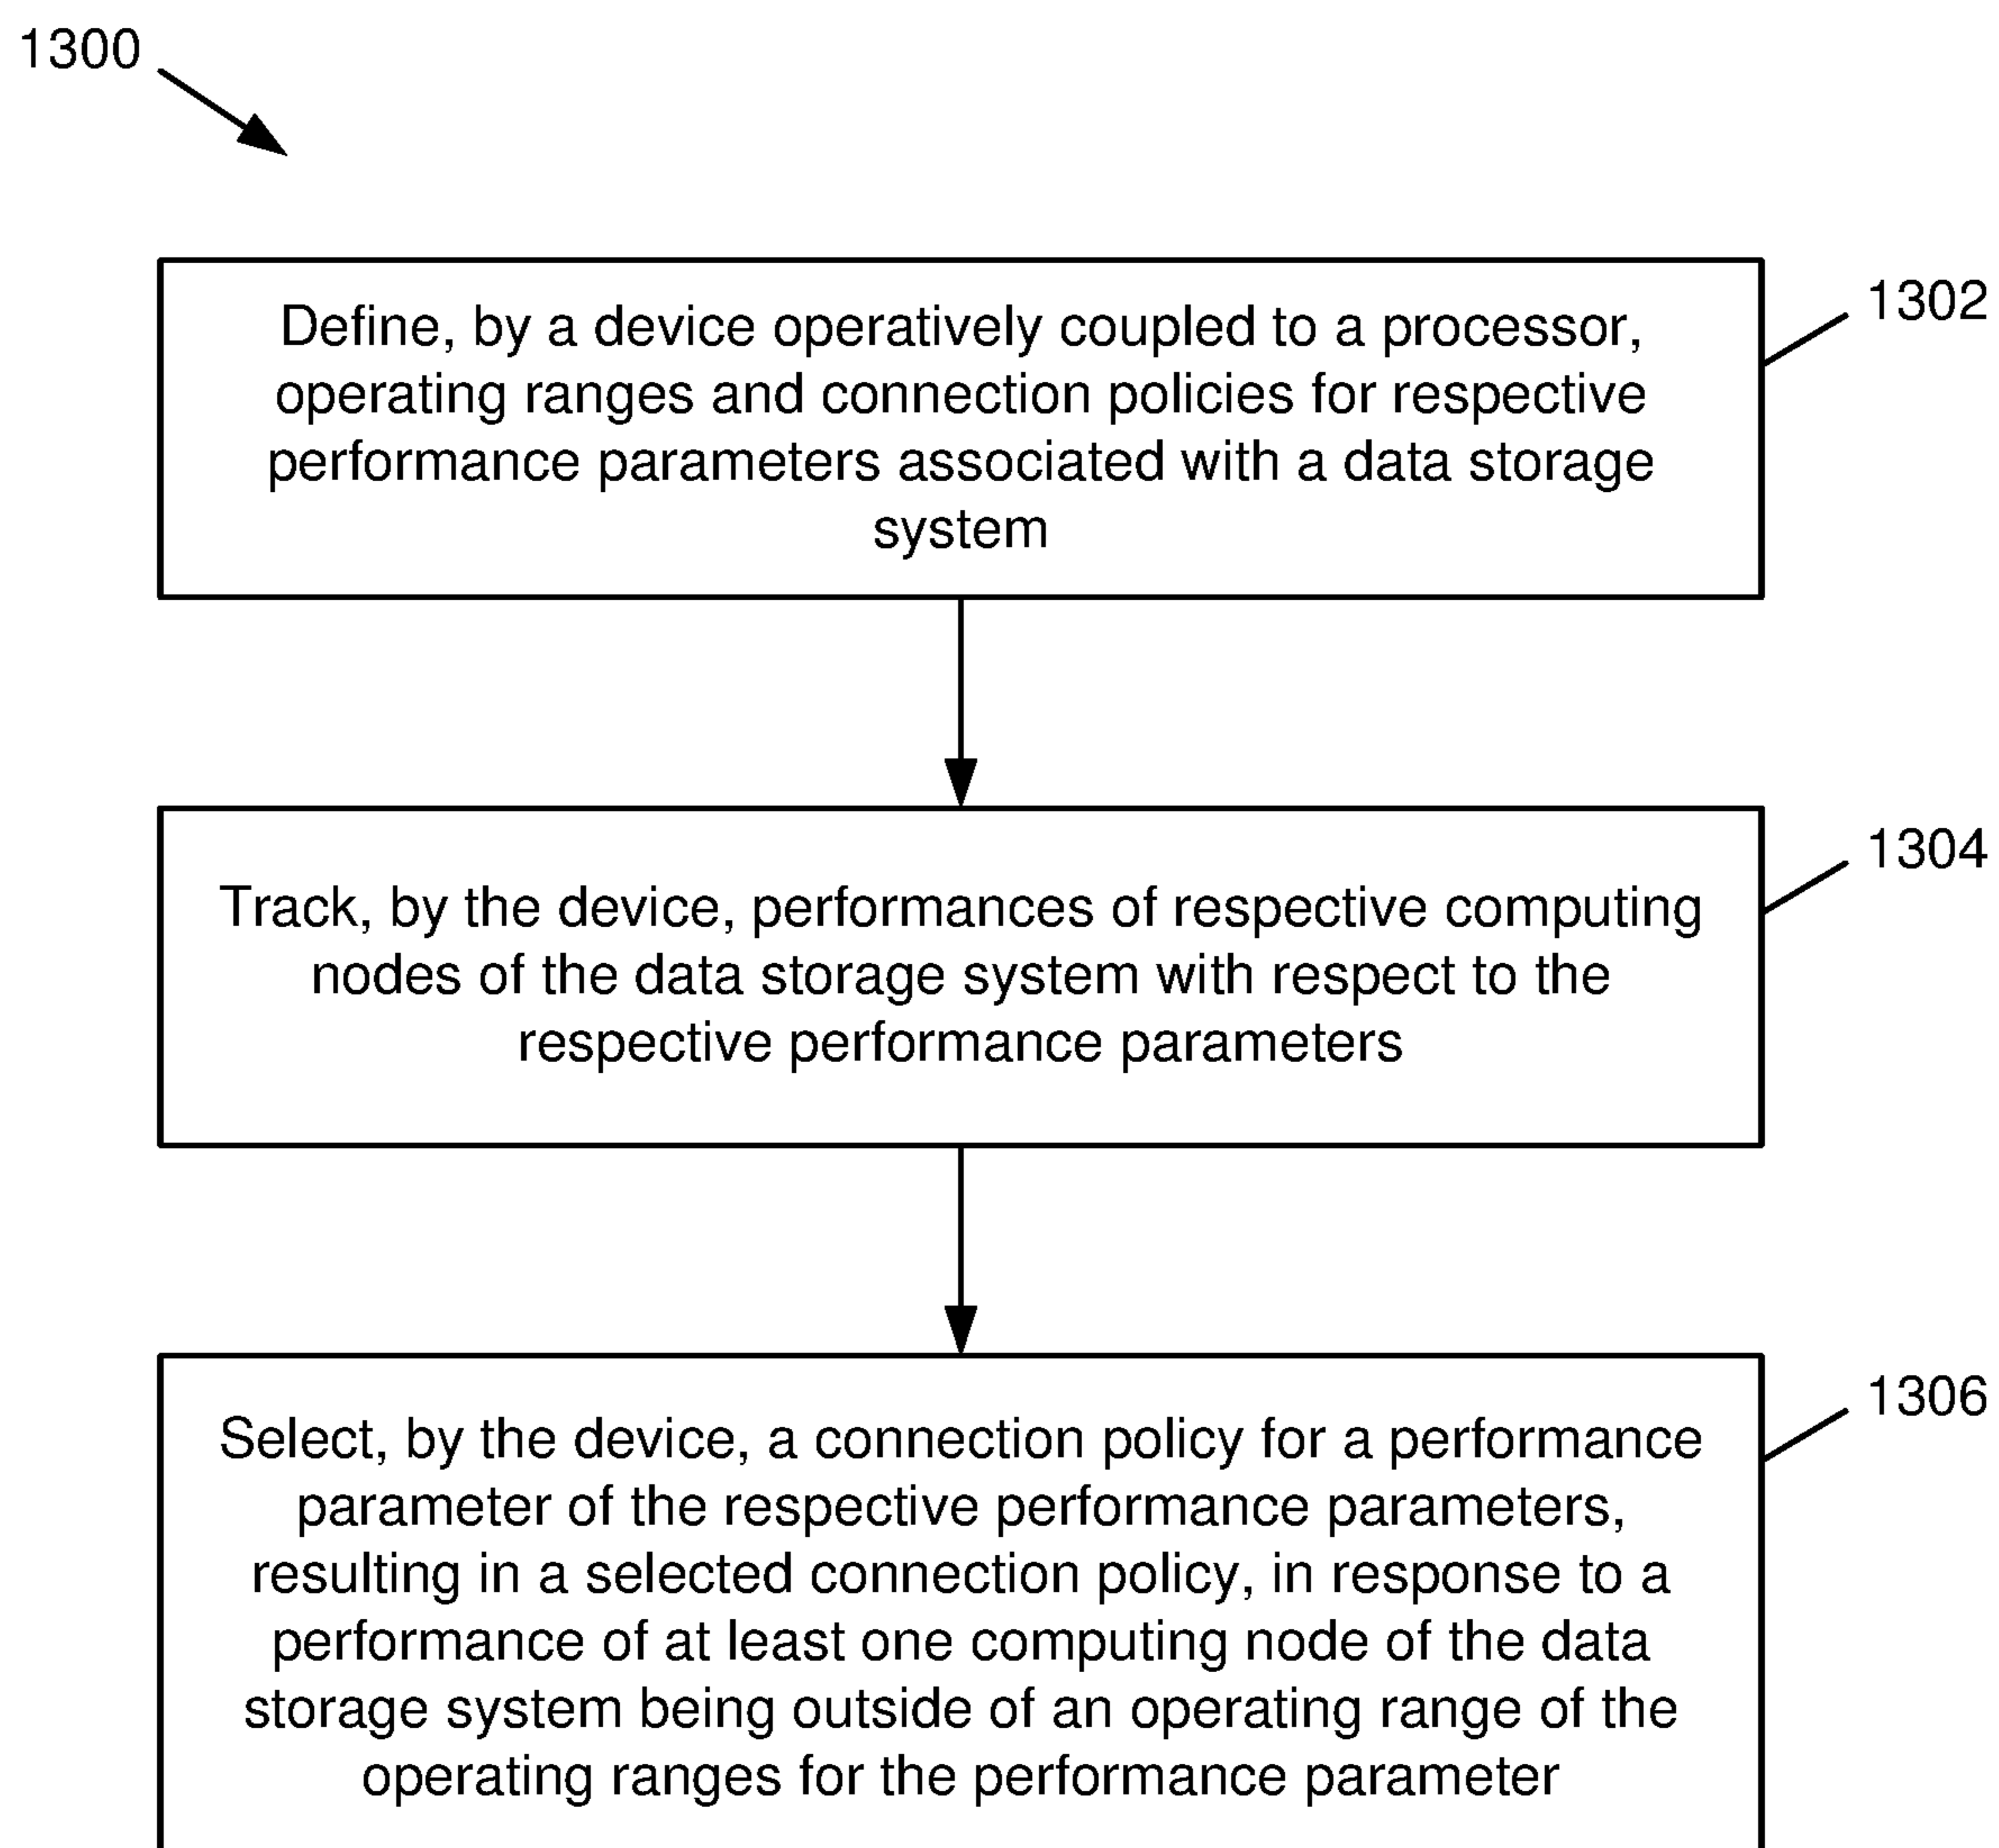 1300
Define, by a device operatively coupled to a processor,
operating ranges and connection policies for respective
performance parameters associated with a data storage
system
1302
Track, by the device, performances of respective computing
nodes of the data storage system with respect to the
respective performance parameters
1304
Select, by the device, a connection policy for a performance
parameter of the respective performance parameters,
resulting in a selected connection policy, in response to a
performance of at least one computing node of the data
storage system being outside of an operating range of the
operating ranges for the performance parameter
1306